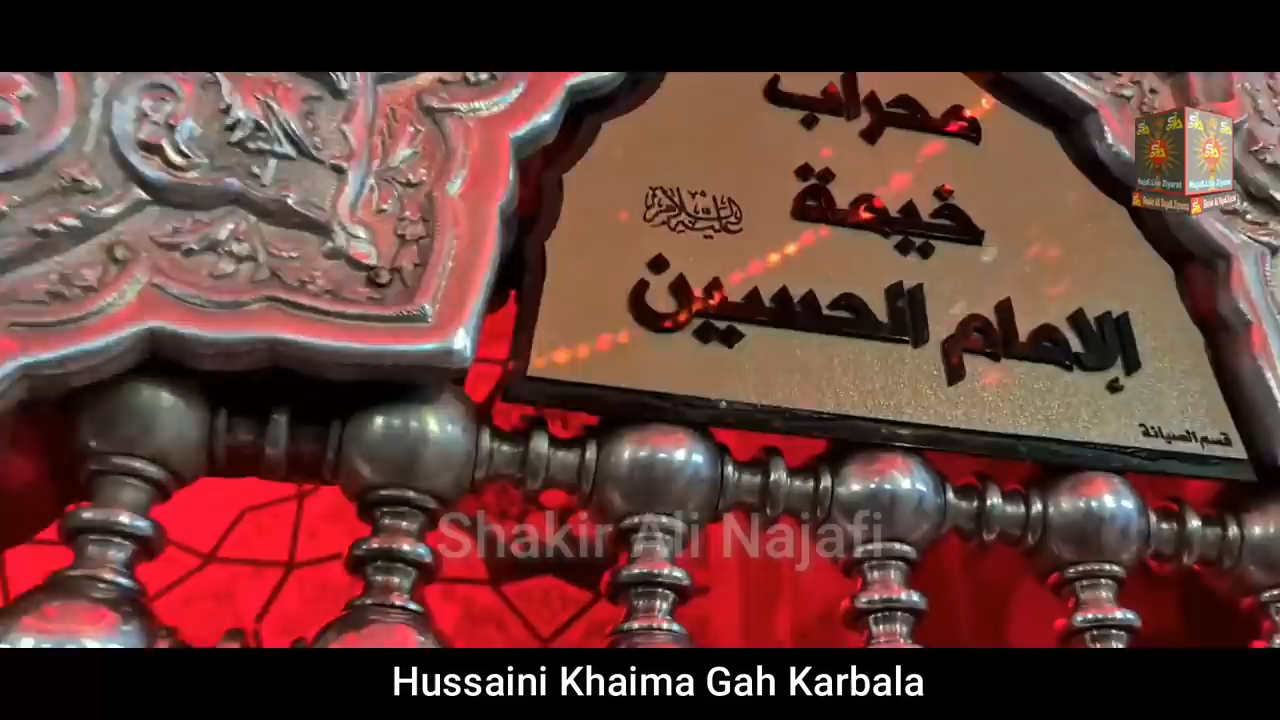 محراب
خيمة
عليه السلام
الإمام الحسين
قسم الصيانة
Shakir Ali Najafi
Hussaini Khaima Gah Karbala